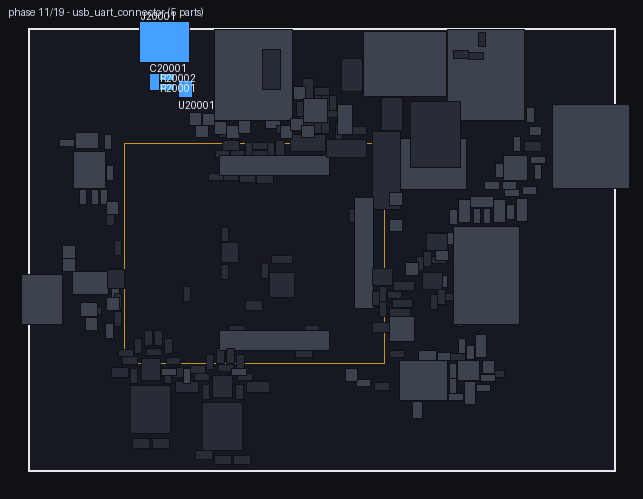 phase 11/19 - usb_uart_connector (5 parts)
J20001
C20001
R20002
R20001
U20001